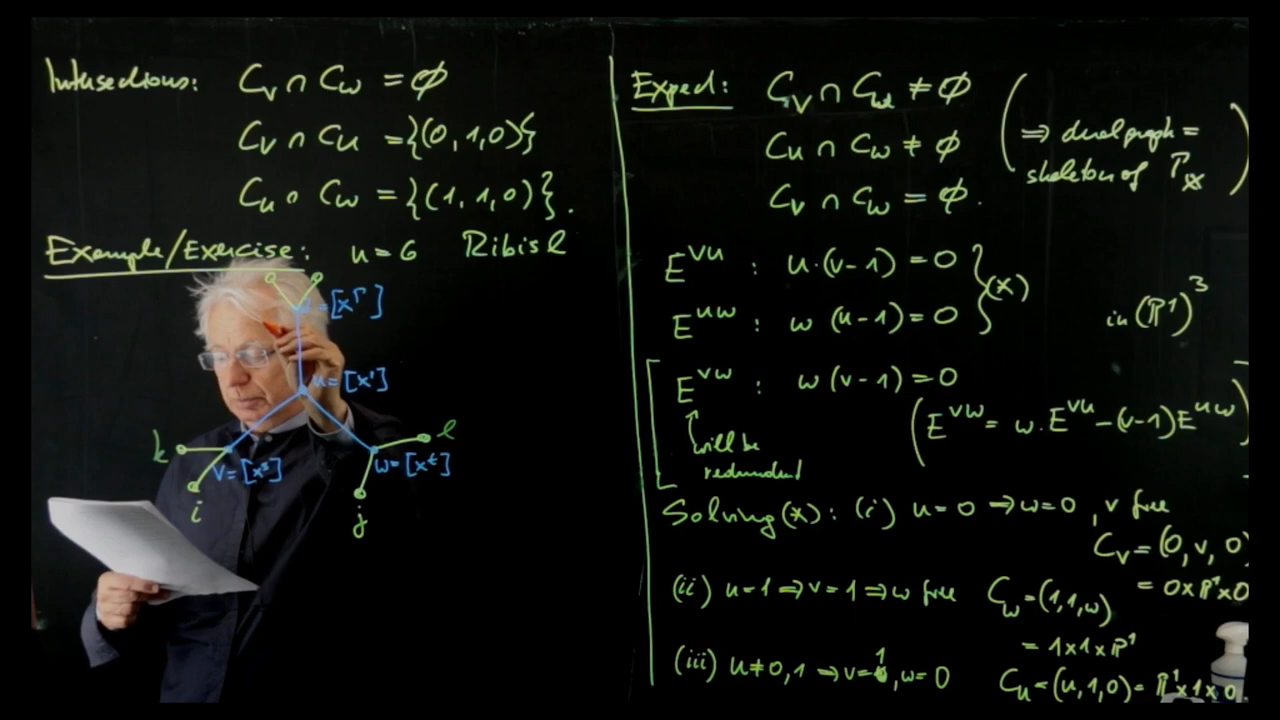 Intersections: C_v ∩ C_w = ∅
C_v ∩ C_u = {(0, 1, 0)}
C_u ∩ C_w = {(1, 1, 0)}.
Example/Exercise: n = 6 Ribisl
= [x^r]
u = [x']
k
l
v = [x^s]
w = [x^t]
i
j
Exped: C_v ∩ C_u ≠ ∅
C_u ∩ C_w ≠ ∅
C_v ∩ C_w = ∅.
(⇒ dual graph =
skeleton of Γ_x)
E^{vu} : u·(v-1) = 0
E^{uw} : w (u-1) = 0
} (x)
in (P^1)^3
E^{vw} : w (v-1) = 0
(E^{vw} = w. E^{vu} - (v-1) E^{uw})
will be
redundant
Solving (x): (i) u = 0 ⇒ w = 0, v free
C_v = (0, v, 0)
= 0 x P^1 x 0
(ii) u = 1 ⇒ v = 1 ⇒ w free C_w = (1, 1, w)
= 1 x 1 x P^1
(iii) u ≠ 0, 1 ⇒ v = 1, w = 0 C_u = (u, 1, 0) = P^1 x 1 x 0.